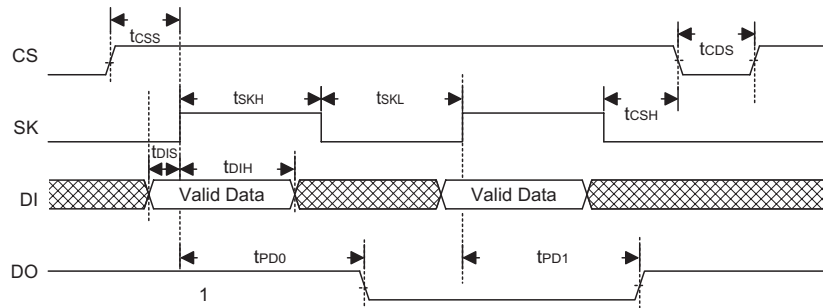 tCSS
CS
tCDS
tSKH
tSKL
tCSH
SK
tDIS
tDIH
DI
Valid Data
Valid Data
tPD0
tPD1
DO
1